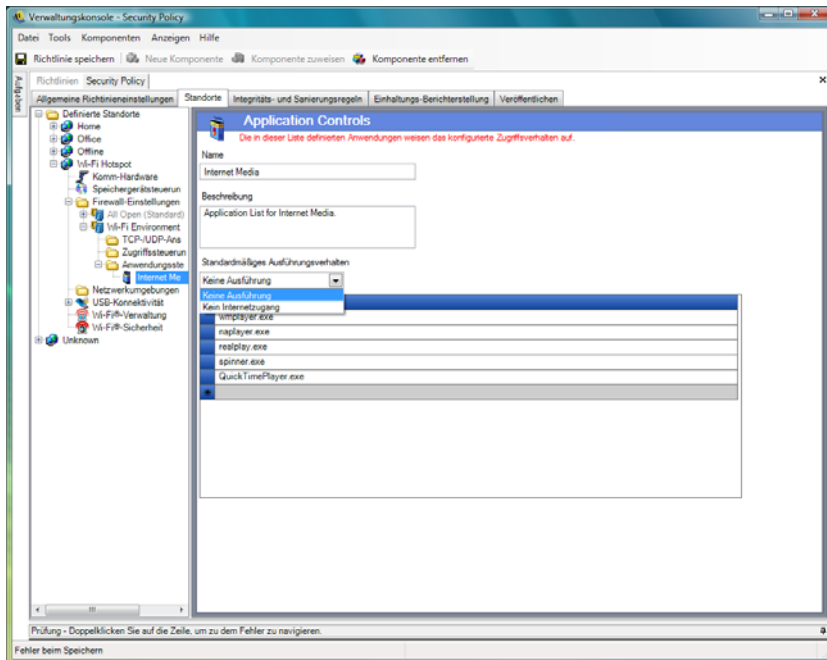 Verwaltungskonsole - Security Policy
Datei Tools Komponenten Anzeigen Hilfe
Richtlinie speichern Neue Komponente Komponente zuweisen Komponente entfernen
Aufgaben
Richtlinien Security Policy
Allgemeine Richtlinieneinstellungen Standorte Integritäts- und Sanierungsregeln Einhaltungs-Berichterstellung Veröffentlichen
Definierte Standorte
Home
Office
Offline
Wi-Fi Hotspot
Komm-Hardware
Speichergerätsteuerun
Firewall-Einstellungen
All Open (Standard)
Wi-Fi Environment
TCP-/UDP-Ans
Zugriffssteuerun
Anwendungsste
Internet Me
Netzwerkumgebungen
USB-Konnektivität
Wi-Fi®-Verwaltung
Wi-Fi®-Sicherheit
Unknown
Application Controls
Die in dieser Liste definierten Anwendungen weisen das konfigurierte Zugriffsverhalten auf.
Name
Internet Media
Beschreibung
Application List for Internet Media.
Standardmäßiges Ausführungsverhalten
Keine Ausführung
Keine Ausführung
Kein Internetzugang
wmplayer.exe
naplayer.exe
realplay.exe
spinner.exe
QuickTimePlayer.exe
Prüfung - Doppelklicken Sie auf die Zeile, um zu dem Fehler zu navigieren.
Fehler beim Speichern